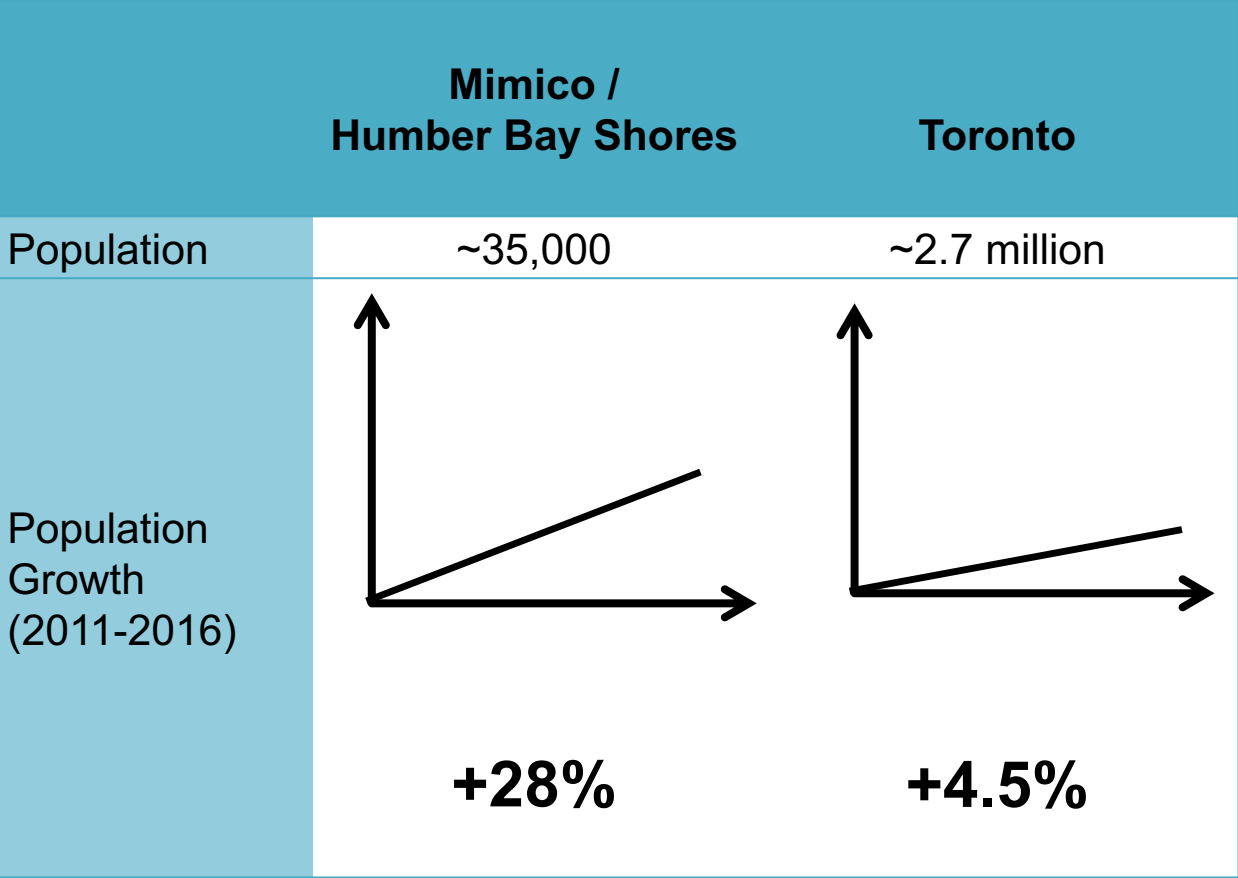 Mimico /
Humber Bay Shores
Toronto
Population
~35,000
~2.7 million
Population
Growth
(2011-2016)
+28%
+4.5%